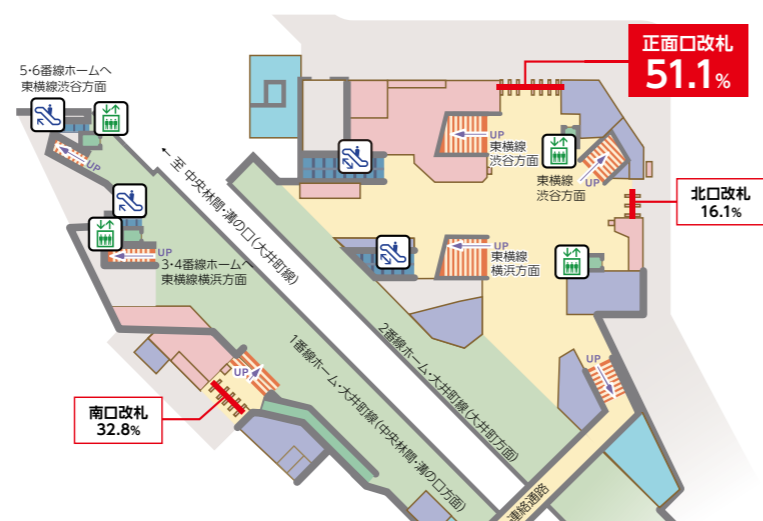 正面口改札
51.1%
5・6番線ホームへ
東横線渋谷方面
UP
東横線
渋谷方面
UP
東横線
渋谷方面
UP
北口改札
16.1%
← 至 中央林間・溝の口(大井町線)
UP
3・4番線ホームへ
東横線横浜方面
UP
東横線
横浜方面
2番線ホーム・大井町線(大井町方面)
1番線ホーム・大井町線(中央林間・溝の口方面)
UP
UP
南口改札
32.8%
連絡通路